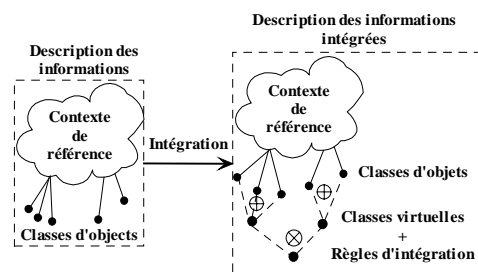 Description des
informations
Contexte
de
référence
Classes d'objects
Intégration
Description des informations
intégrées
Contexte
de
référence
Classes d'objets
Classes virtuelles
+
Règles d'intégration